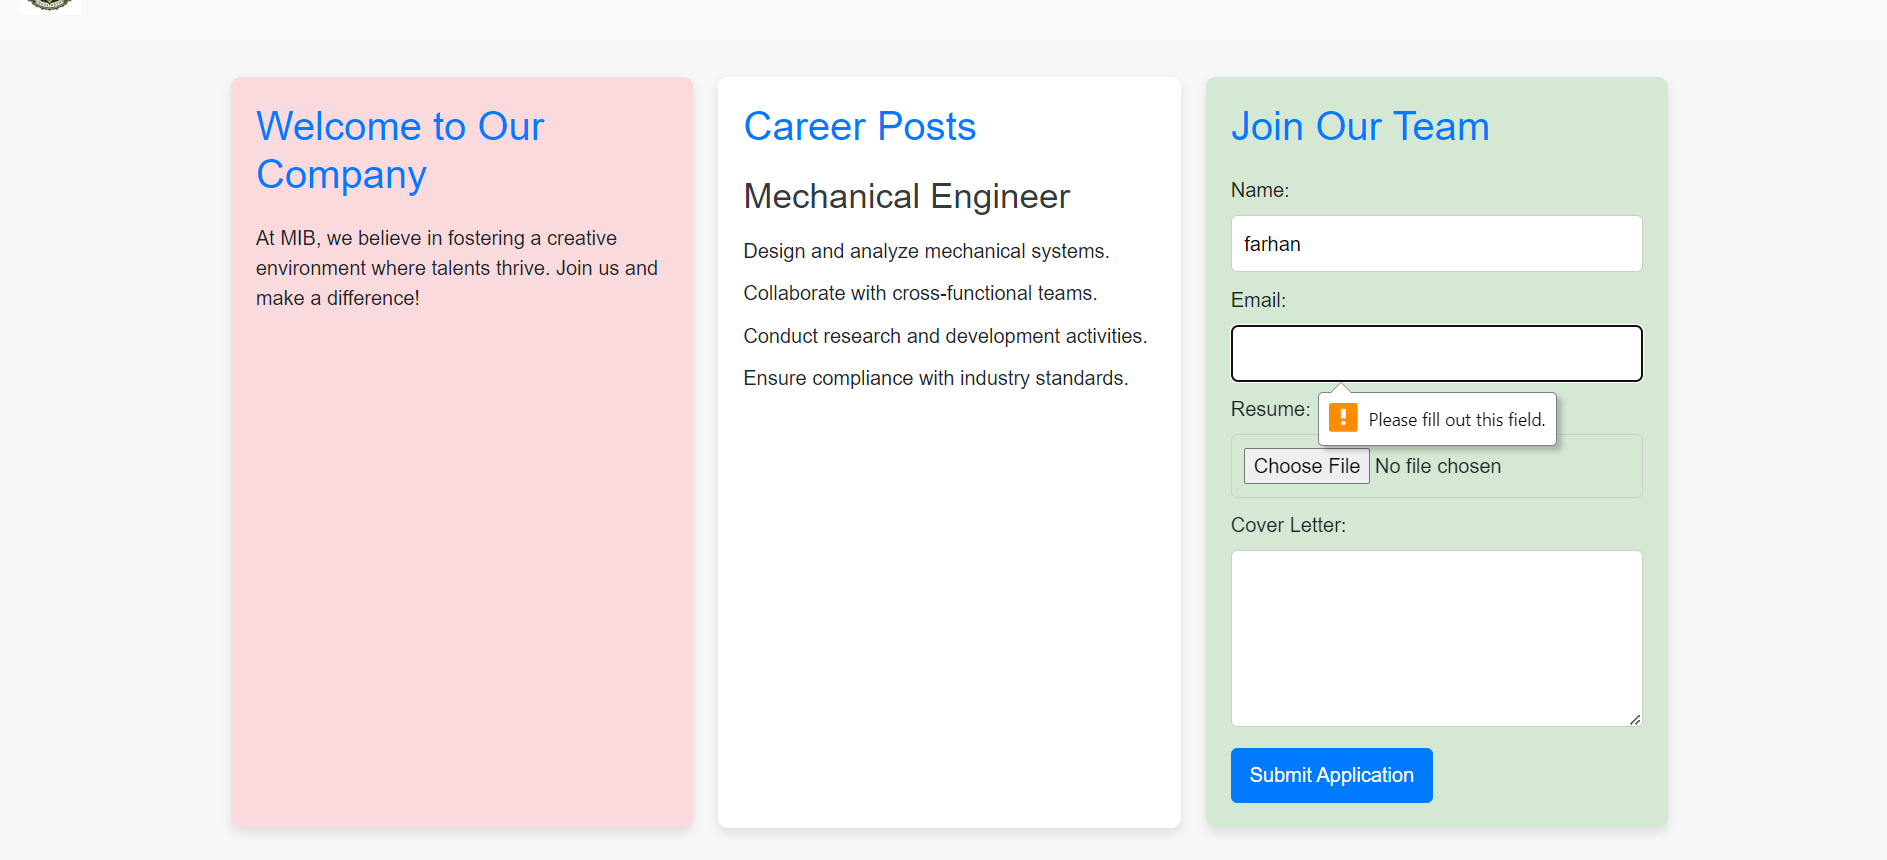 Welcome to Our
Company
At MIB, we believe in fostering a creative
environment where talents thrive. Join us and
make a difference!
Career Posts
Mechanical Engineer
Design and analyze mechanical systems.
Collaborate with cross-functional teams.
Conduct research and development activities.
Ensure compliance with industry standards.
Join Our Team
Name:
farhan
Email:
Resume:
Please fill out this field.
Choose File No file chosen
Cover Letter:
Submit Application